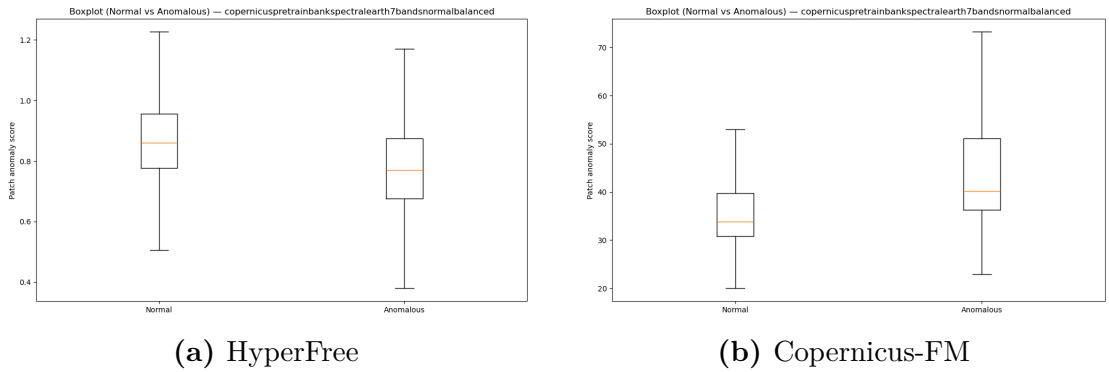 Boxplot (Normal vs Anomalous) — copernicuspretrainbankspectralearth7bandsnormalbalanced
Patch anomaly score
1.2
1.0
0.8
0.6
0.4
Normal
Anomalous
(a) HyperFree
Boxplot (Normal vs Anomalous) — copernicuspretrainbankspectralearth7bandsnormalbalanced
Patch anomaly score
70
60
50
40
30
20
Normal
Anomalous
(b) Copernicus-FM